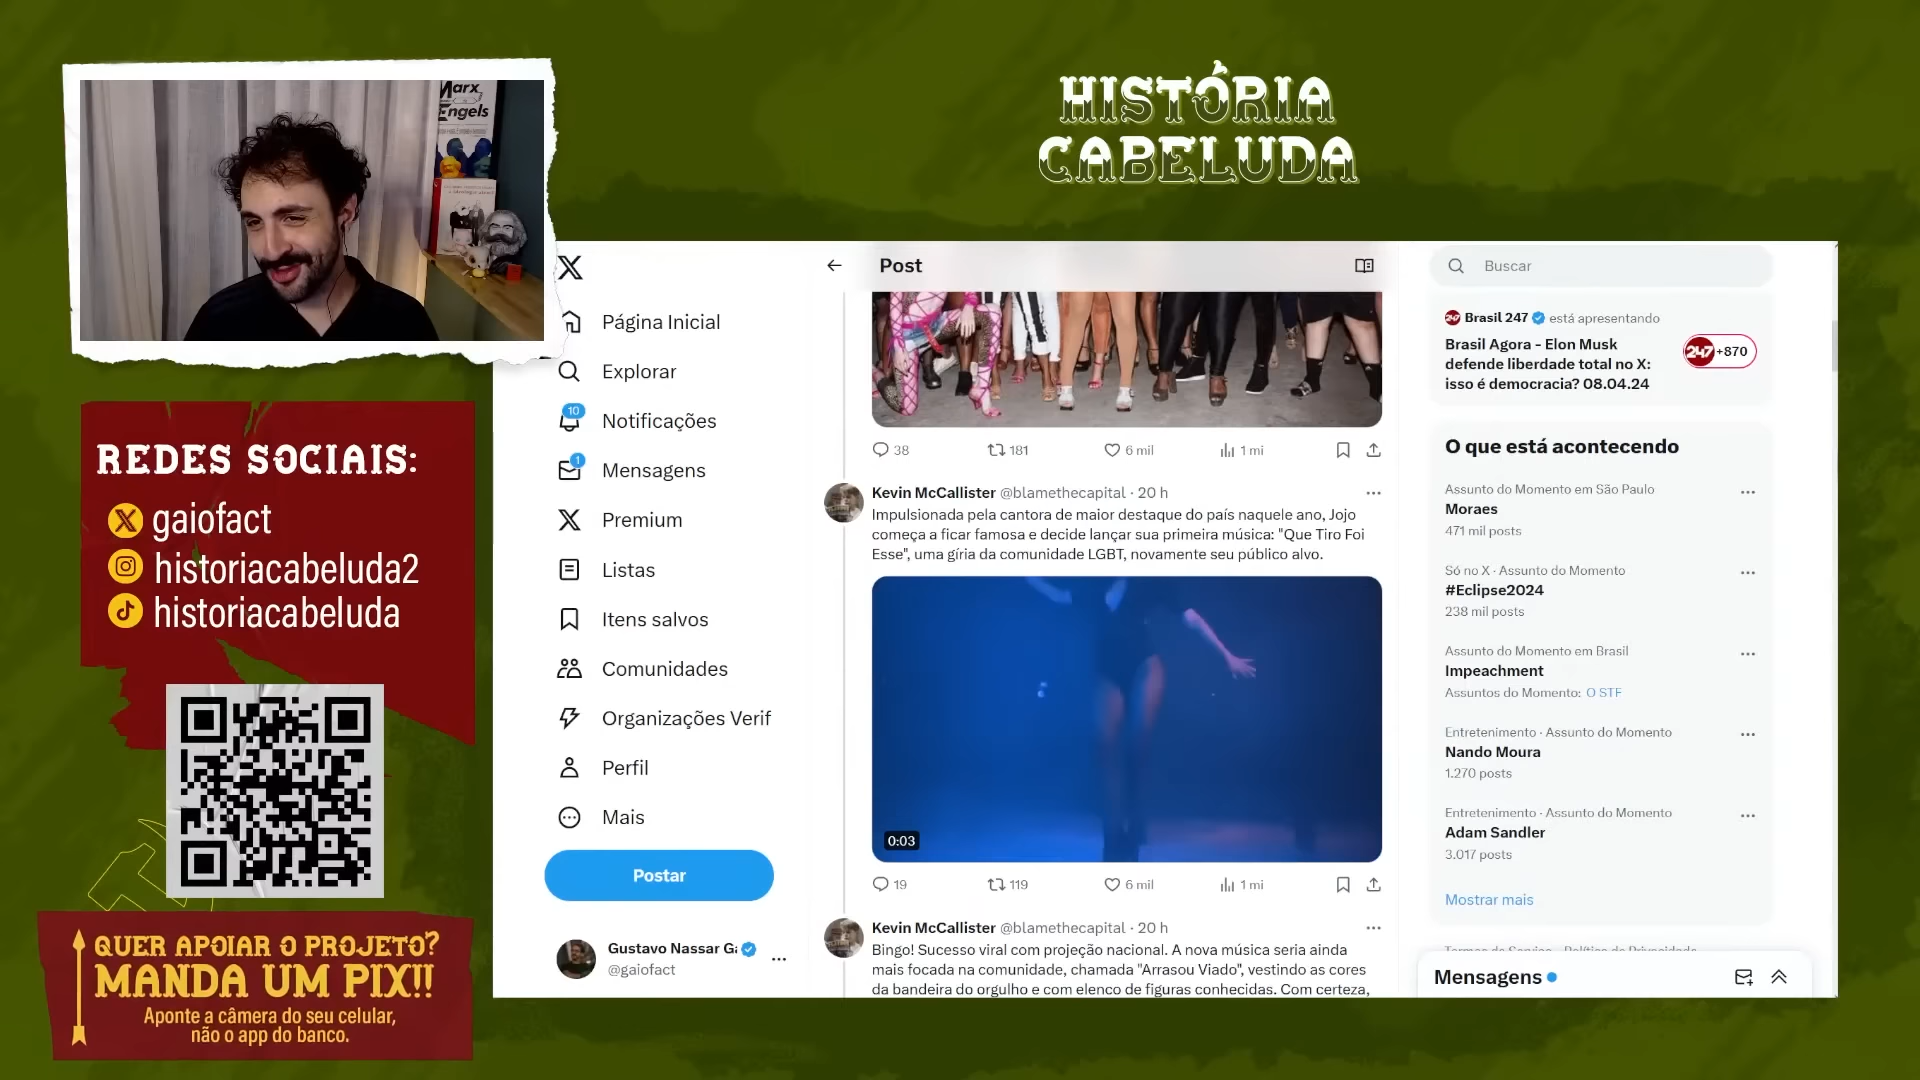 HISTÓRIA
CABELUDA
Marx
Engels
REDES SOCIAIS:
gaiofact
historiacabeluda2
historiacabeluda
QUER APOIAR O PROJETO?
MANDA UM PIX!!
Aponte a câmera do seu celular,
não o app do banco.
Página Inicial
Explorar
10
Notificações
1
Mensagens
Premium
Listas
Itens salvos
Comunidades
Organizações Verif
Perfil
Mais
Postar
Gustavo Nassar Ga
@gaiofact
Post
38 181 6 mil 1 mi
Kevin McCallister @blamethecapital · 20 h
Impulsionada pela cantora de maior destaque do país naquele ano, Jojo
começa a ficar famosa e decide lançar sua primeira música: "Que Tiro Foi
Esse", uma gíria da comunidade LGBT, novamente seu público alvo.
0:03
19 119 6 mil 1 mi
Kevin McCallister @blamethecapital · 20 h
Bingo! Sucesso viral com projeção nacional. A nova música seria ainda
mais focada na comunidade, chamada "Arrasou Viado", vestindo as cores
da bandeira do orgulho e com elenco de figuras conhecidas. Com certeza,
Buscar
247 Brasil 247 está apresentando
Brasil Agora - Elon Musk
defende liberdade total no X:
isso é democracia? 08.04.24
247 +870
O que está acontecendo
Assunto do Momento em São Paulo
Moraes
471 mil posts
Só no X · Assunto do Momento
#Eclipse2024
238 mil posts
Assunto do Momento em Brasil
Impeachment
Assuntos do Momento: O STF
Entretenimento · Assunto do Momento
Nando Moura
1.270 posts
Entretenimento · Assunto do Momento
Adam Sandler
3.017 posts
Mostrar mais
Termos de Serviço Política de Privacidade
Mensagens